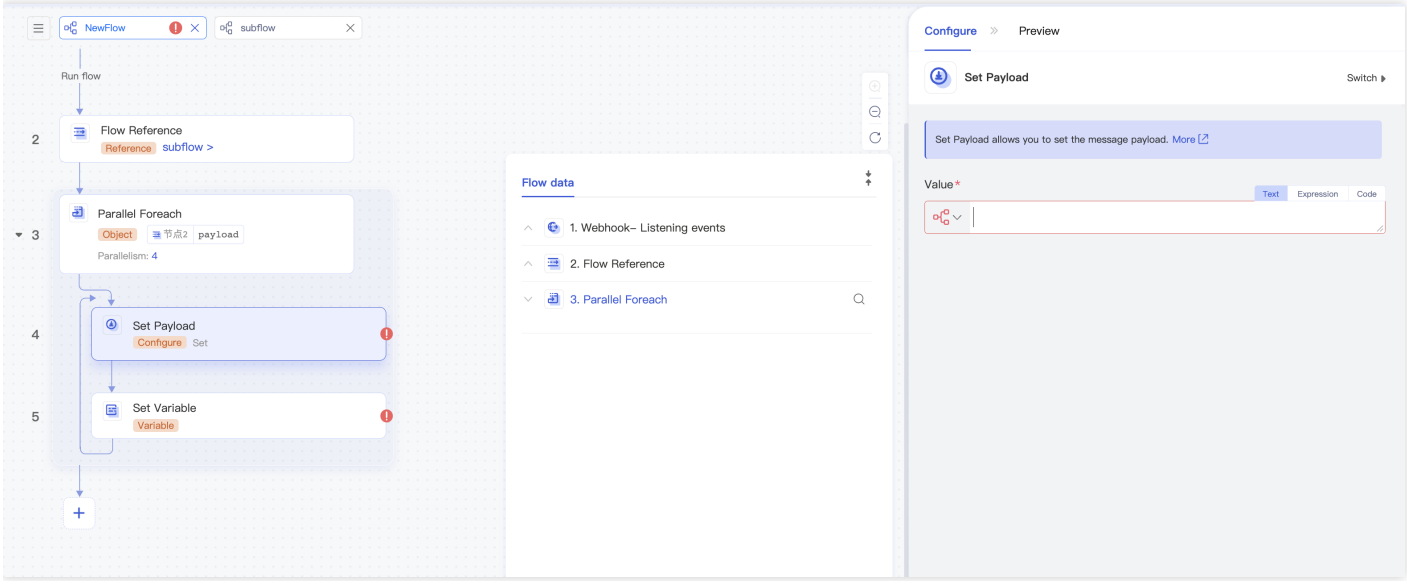 NewFlow
subflow
Run flow
2
Flow Reference
Reference subflow >
3
Parallel Foreach
Object 节点2 payload
Parallelism: 4
4
Set Payload
Configure Set
5
Set Variable
Variable
+
Flow data
1. Webhook– Listening events
2. Flow Reference
3. Parallel Foreach
Configure Preview
Set Payload
Switch
Set Payload allows you to set the message payload. More
Value*
Text Expression Code